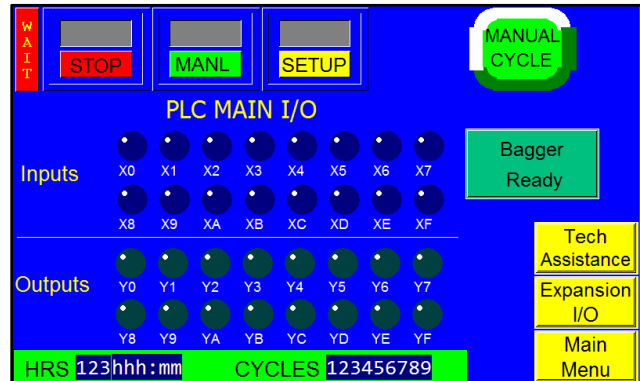 WAIT
STOP
MANL
SETUP
MANUAL
CYCLE
PLC MAIN I/O
Inputs
X0 X1 X2 X3 X4 X5 X6 X7
X8 X9 XA XB XC XD XE XF
Bagger
Ready
Outputs
Y0 Y1 Y2 Y3 Y4 Y5 Y6 Y7
Y8 Y9 YA YB YC YD YE YF
Tech
Assistance
Expansion
I/O
Main
Menu
HRS 123hhh:mm CYCLES 123456789